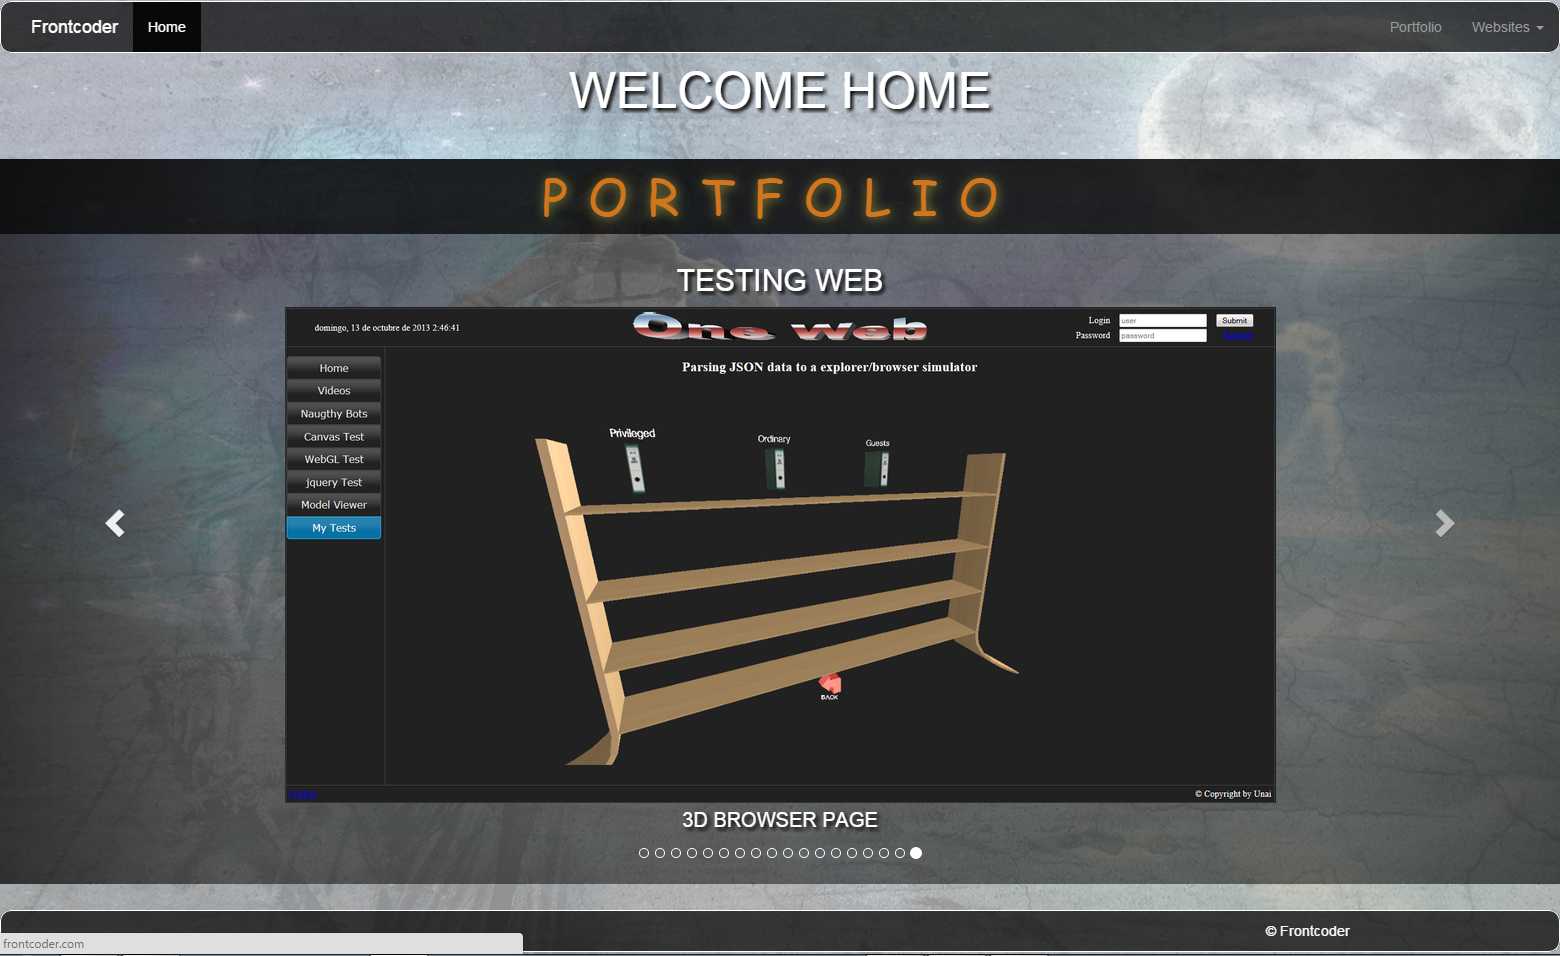 Frontcoder Home Portfolio Websites
WELCOME HOME
PORTFOLIO
TESTING WEB
domingo, 13 de octubre de 2013 2:46:41
One web
Login user Submit
Password password
Parsing JSON data to a explorer/browser simulator
Home
Videos
Naugthy Bots
Canvas Test
WebGL Test
jquery Test
Model Viewer
My Tests
Privileged
Ordinary
Guests
BACK
© Copyright by Unai
3D BROWSER PAGE
© Frontcoder
frontcoder.com